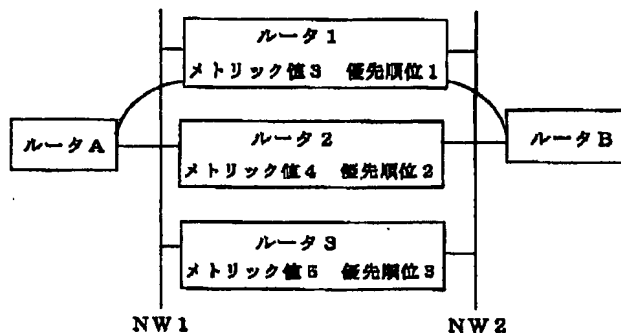 ルータ1
メトリック値3 優先順位1
ルータA
ルータ2
メトリック値4 優先順位2
ルータB
ルータ3
メトリック値5 優先順位3
NW1
NW2